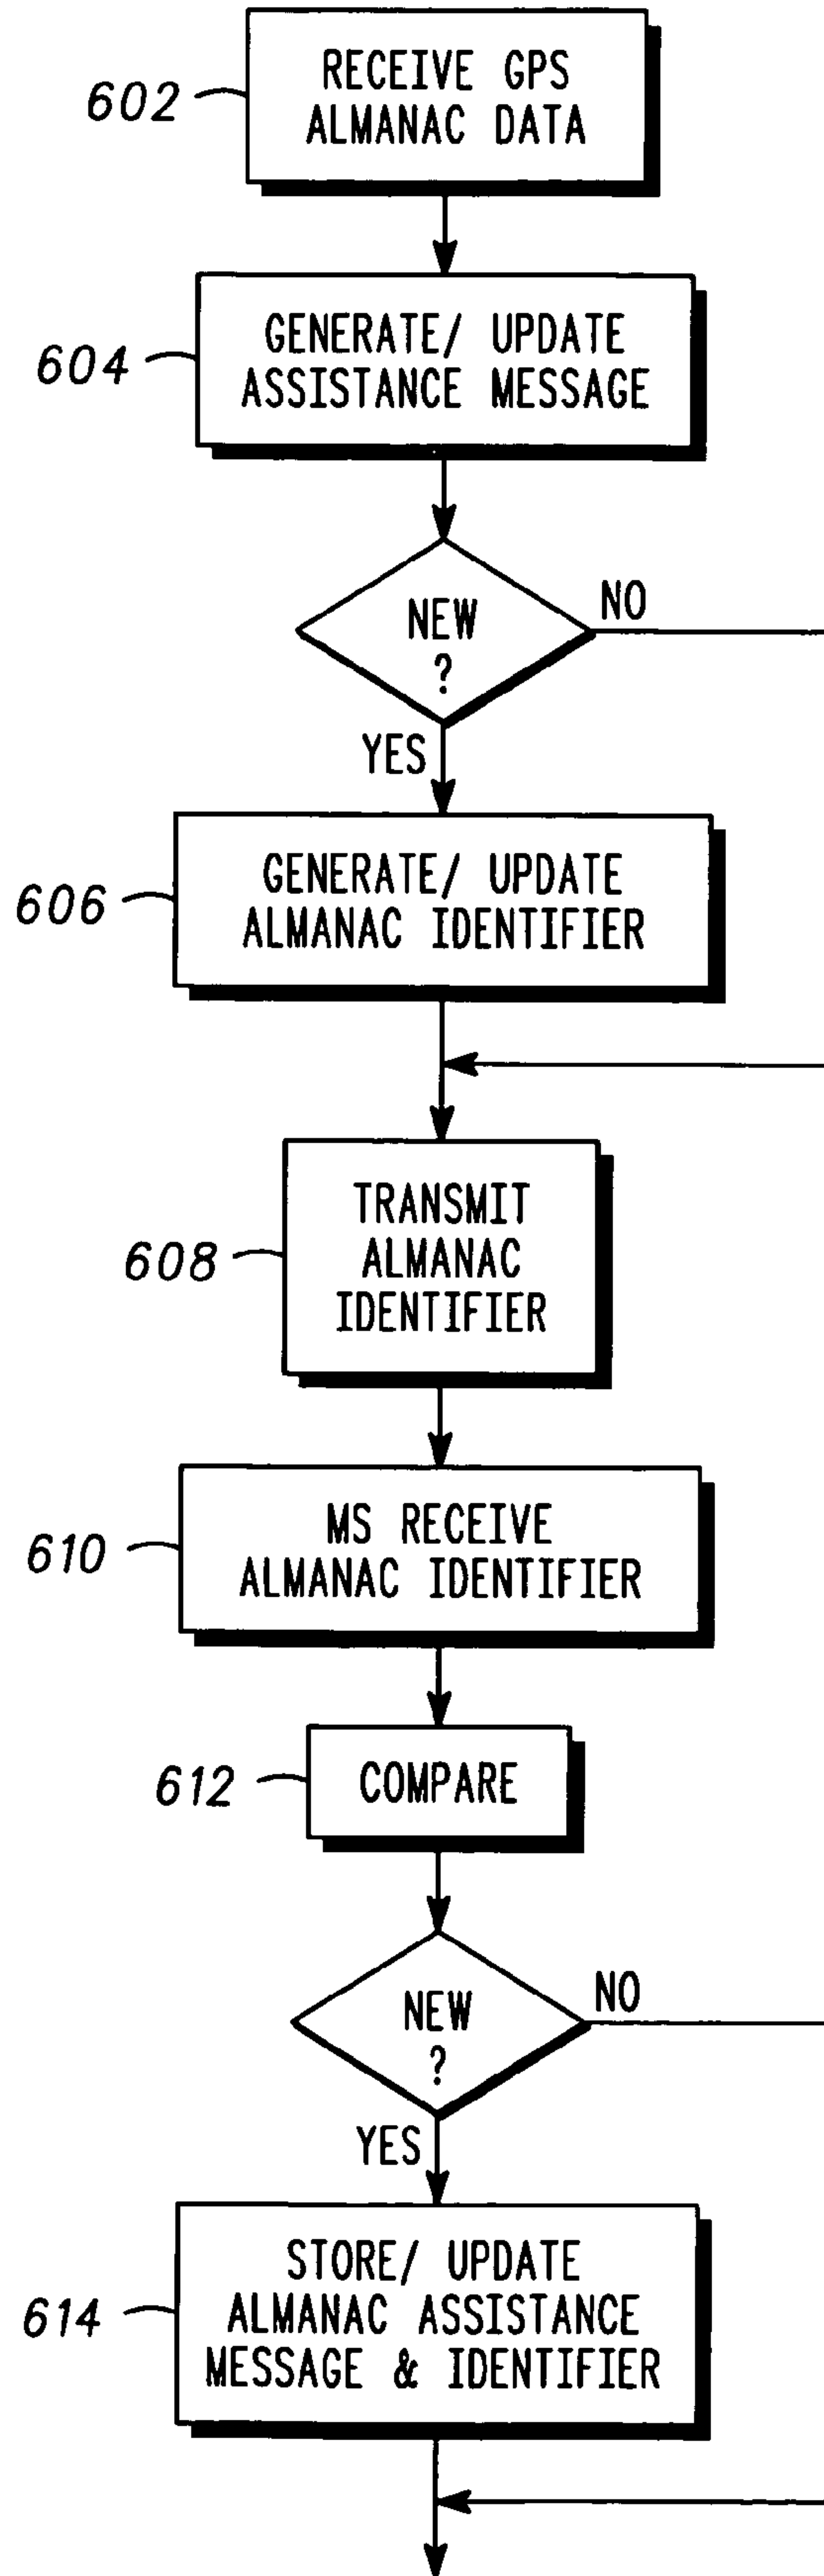 602
RECEIVE GPS
ALMANAC DATA
604
GENERATE/ UPDATE
ASSISTANCE MESSAGE
NEW
?
NO
YES
606
GENERATE/ UPDATE
ALMANAC IDENTIFIER
608
TRANSMIT
ALMANAC
IDENTIFIER
610
MS RECEIVE
ALMANAC IDENTIFIER
612
COMPARE
NEW
?
NO
YES
614
STORE/ UPDATE
ALMANAC ASSISTANCE
MESSAGE & IDENTIFIER